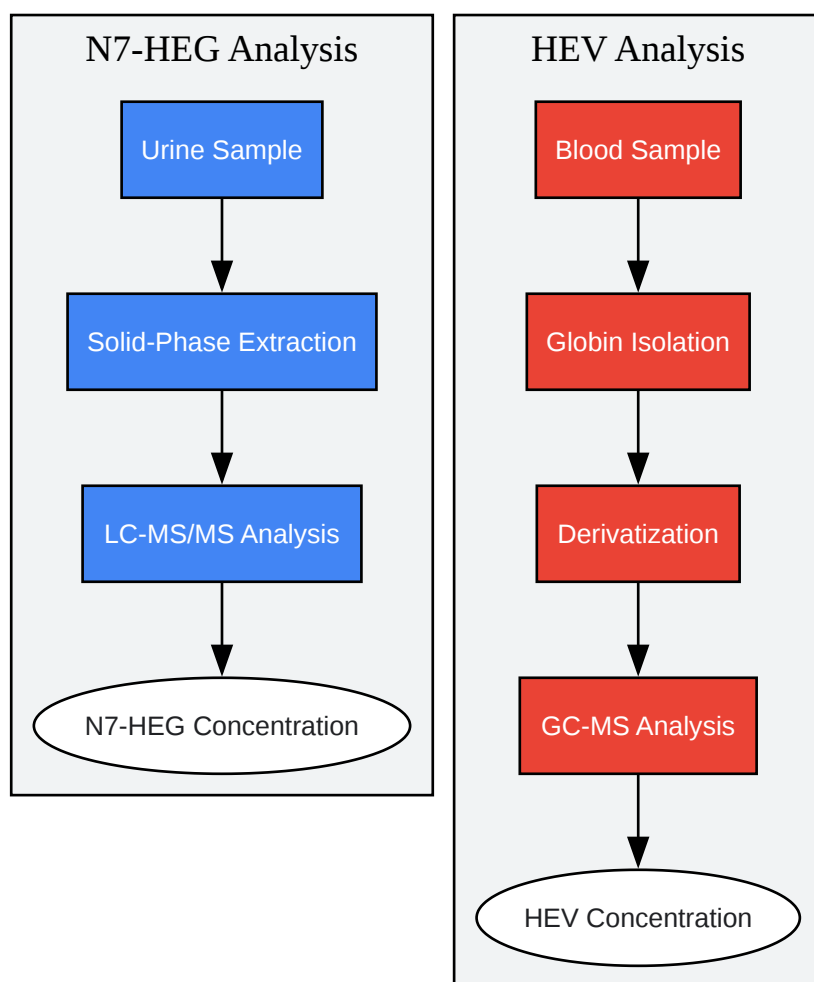 N7-HEG Analysis
Urine Sample
Solid-Phase Extraction
LC-MS/MS Analysis
N7-HEG Concentration
HEV Analysis
Blood Sample
Globin Isolation
Derivatization
GC-MS Analysis
HEV Concentration